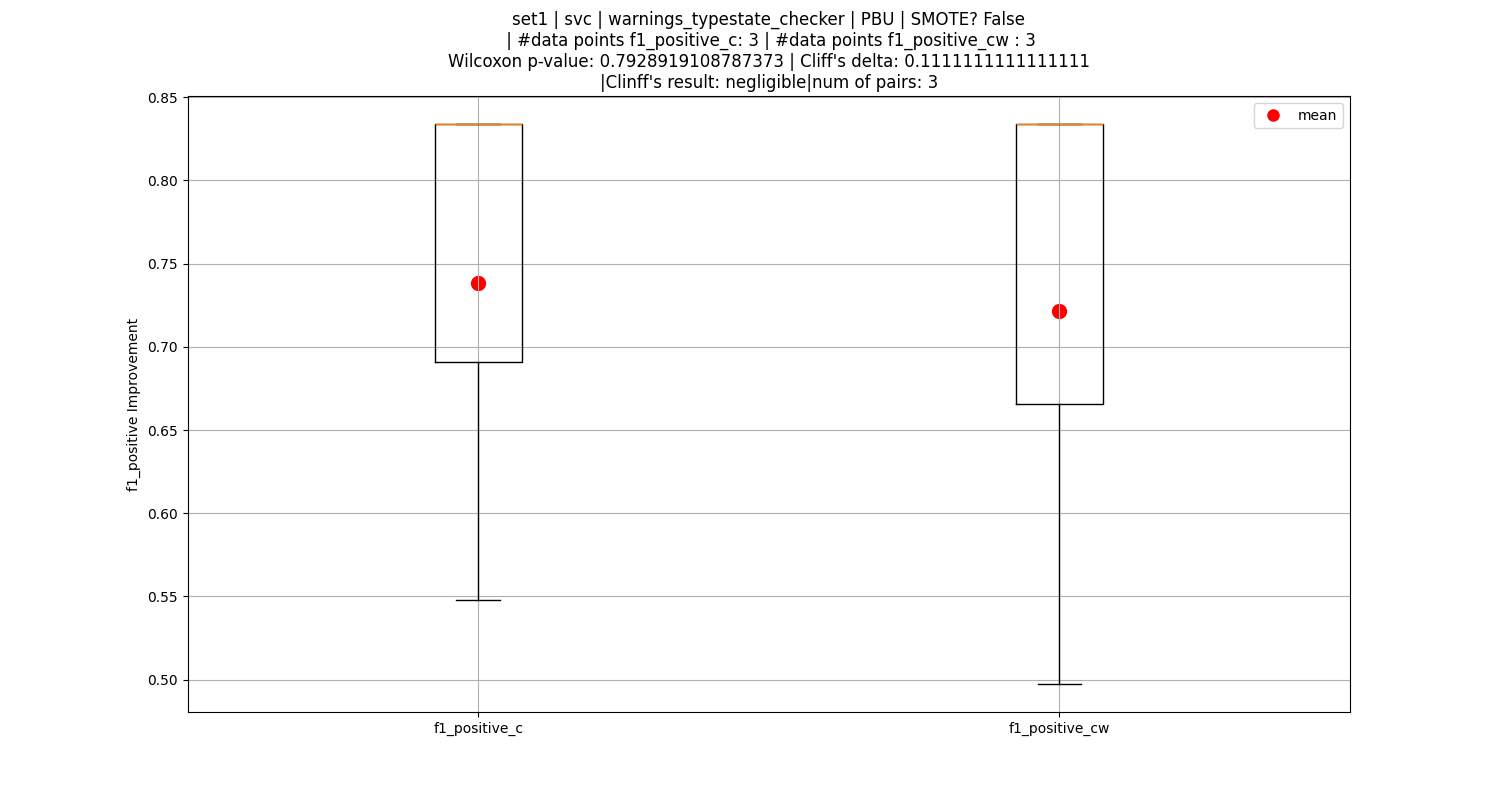 set1 | svc | warnings_typestate_checker | PBU | SMOTE? False
| #data points f1_positive_c: 3 | #data points f1_positive_cw : 3
Wilcoxon p-value: 0.7928919108787373 | Cliff's delta: 0.1111111111111111
|Clinff's result: negligible|num of pairs: 3
0.85
mean
0.80
0.75
0.70
0.65
0.60
0.55
0.50
f1_positive Improvement
f1_positive_c
f1_positive_cw